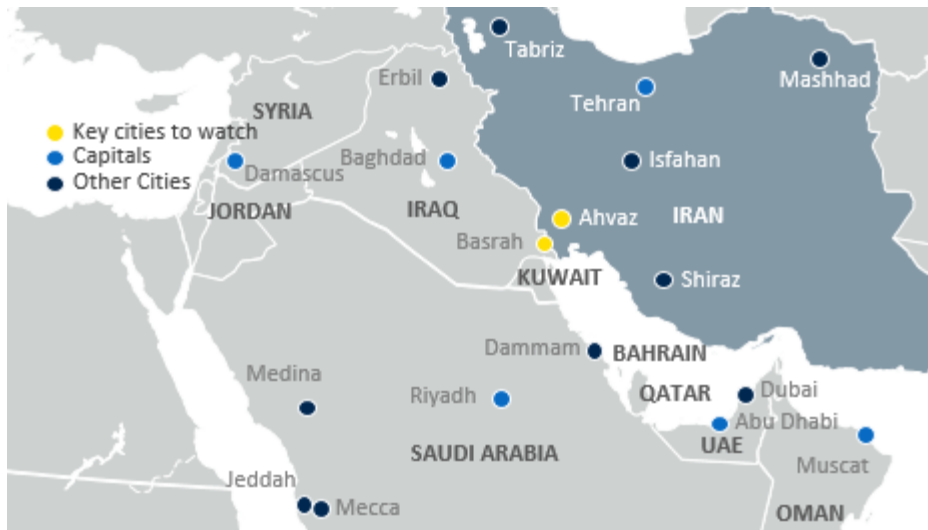 Tabriz
Mashhad
Erbil
Tehran
SYRIA
Key cities to watch
Capitals
Other Cities
Baghdad
Isfahan
Damascus
JORDAN
IRAQ
Ahvaz
IRAN
Basrah
KUWAIT
Shiraz
Dammam
BAHRAIN
Medina
Riyadh
QATAR
Dubai
Abu Dhabi
UAE
SAUDI ARABIA
Muscat
Jeddah
Mecca
OMAN